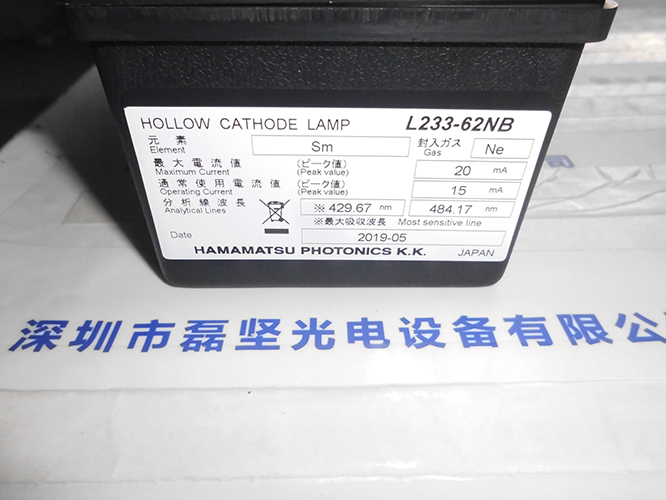 HOLLOW CATHODE LAMP L233-62NB
元素 Sm 封入ガス Ne
Element Gas
最大電流値 (ピーク値) 20 mA
Maximum Current (Peak value)
通常使用電流値 (ピーク値) 15 mA
Operating Current (Peak value)
分析線波長 ※429.67 nm 484.17 nm
Analytical Lines
※最大吸収波長 Most sensitive line
Date 2019-05
HAMAMATSU PHOTONICS K.K. JAPAN
司
深圳市磊坚光电设备有限公